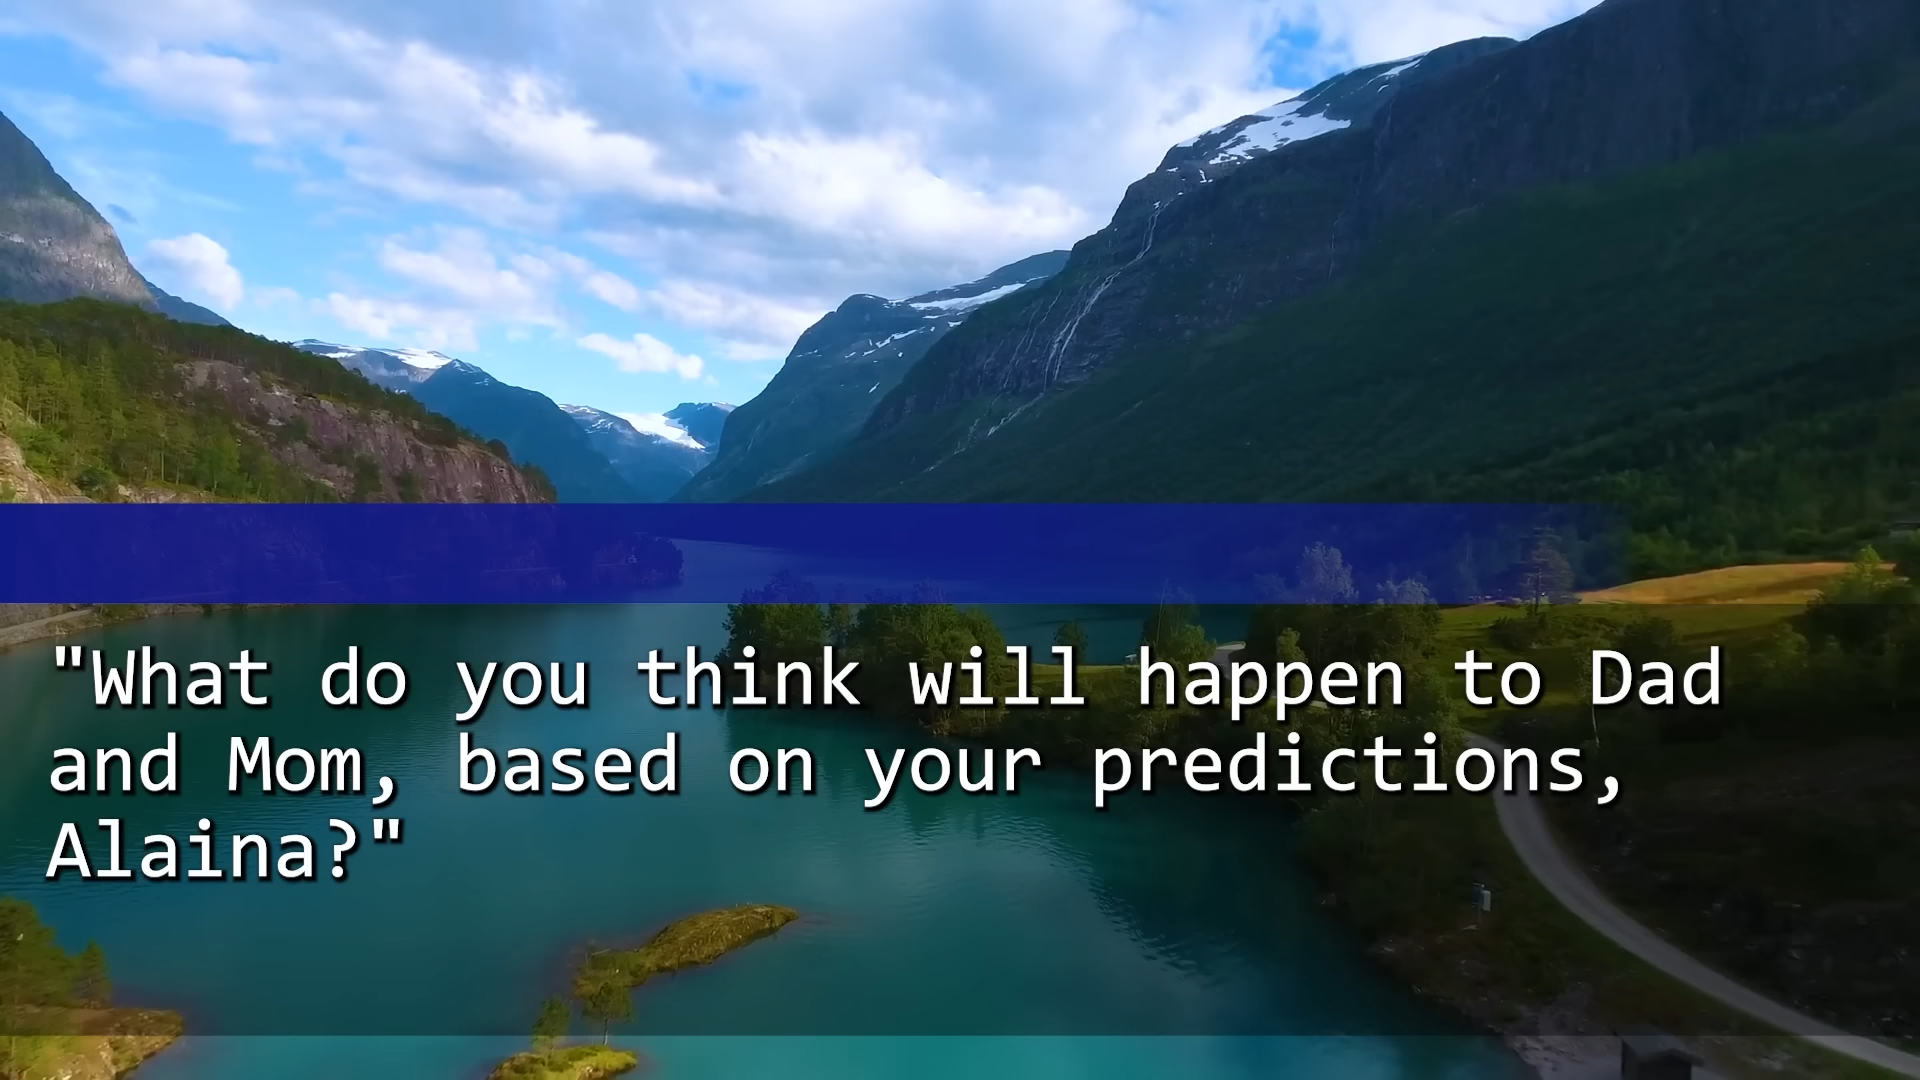 "What do you think will happen to Dad
and Mom, based on your predictions,
Alaina?"